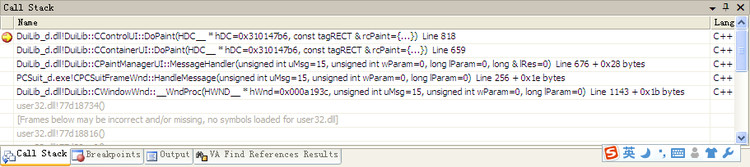 Call Stack
Name Lang
DuiLib_d.dll!DuiLib::CControlUI::DoPaint(HDC__ * hDC=0x310147b6, const tagRECT & rcPaint={...}) Line 818 C++
DuiLib_d.dll!DuiLib::CContainerUI::DoPaint(HDC__ * hDC=0x310147b6, const tagRECT & rcPaint={...}) Line 659 C++
DuiLib_d.dll!DuiLib::CPaintManagerUI::MessageHandler(unsigned int uMsg=15, unsigned int wParam=0, long lParam=0, long & lRes=0) Line 676 + 0x28 bytes C++
PCSuit_d.exe!CPCSuitFrameWnd::HandleMessage(unsigned int uMsg=15, unsigned int wParam=0, long lParam=0) Line 256 + 0x1e bytes C++
DuiLib_d.dll!DuiLib::CWindowWnd::__WndProc(HWND__ * hWnd=0x000a193c, unsigned int uMsg=15, unsigned int wParam=0, long lParam=0) Line 1143 + 0x1b bytes C++
user32.dll!77d18734()
[Frames below may be incorrect and/or missing, no symbols loaded for user32.dll]
user32.dll!77d18816()
Call Stack Breakpoints Output VA Find References Results S 英